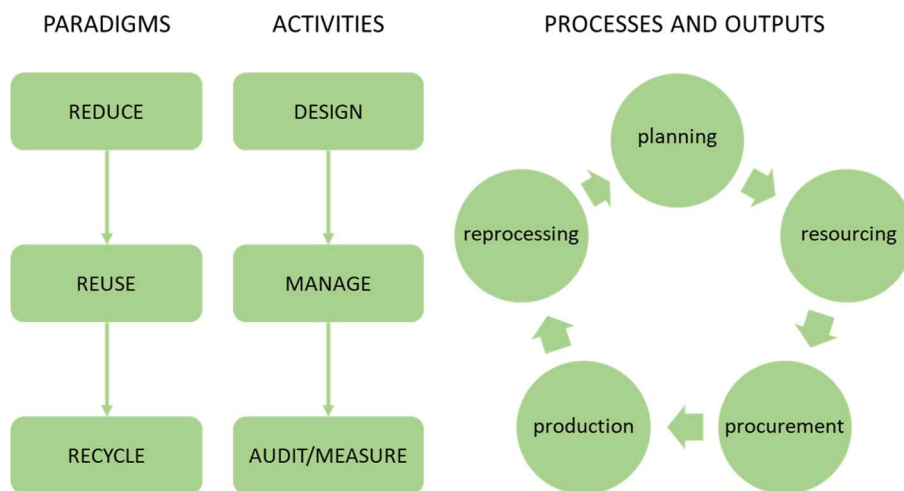 PARADIGMS
ACTIVITIES
PROCESSES AND OUTPUTS
REDUCE
REUSE
RECYCLE
DESIGN
MANAGE
AUDIT/MEASURE
planning
resourcing
procurement
production
reprocessing